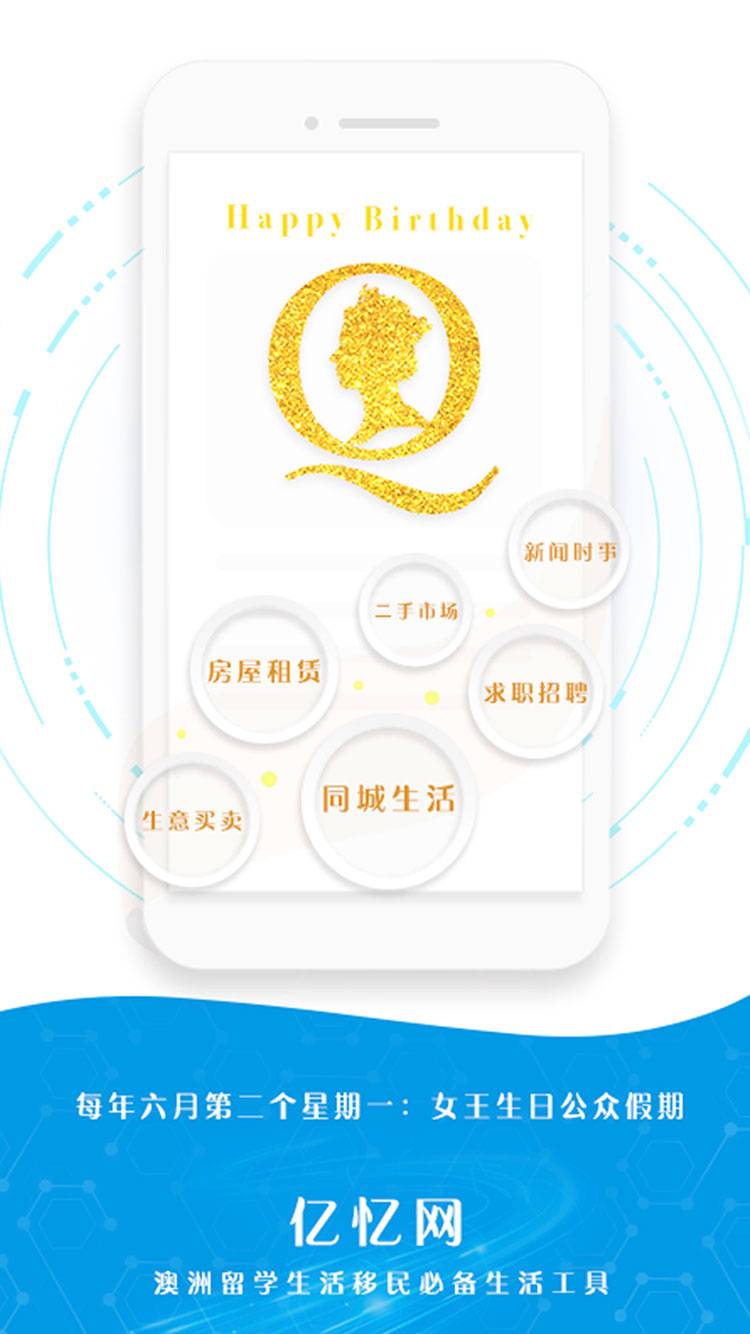 Happy Birthday
Q
新闻时事
二手市场
房屋租赁
求职招聘
同城生活
生意买卖
每年六月第二个星期一：女王生日公众假期
亿忆网
澳洲留学生活移民必备生活工具